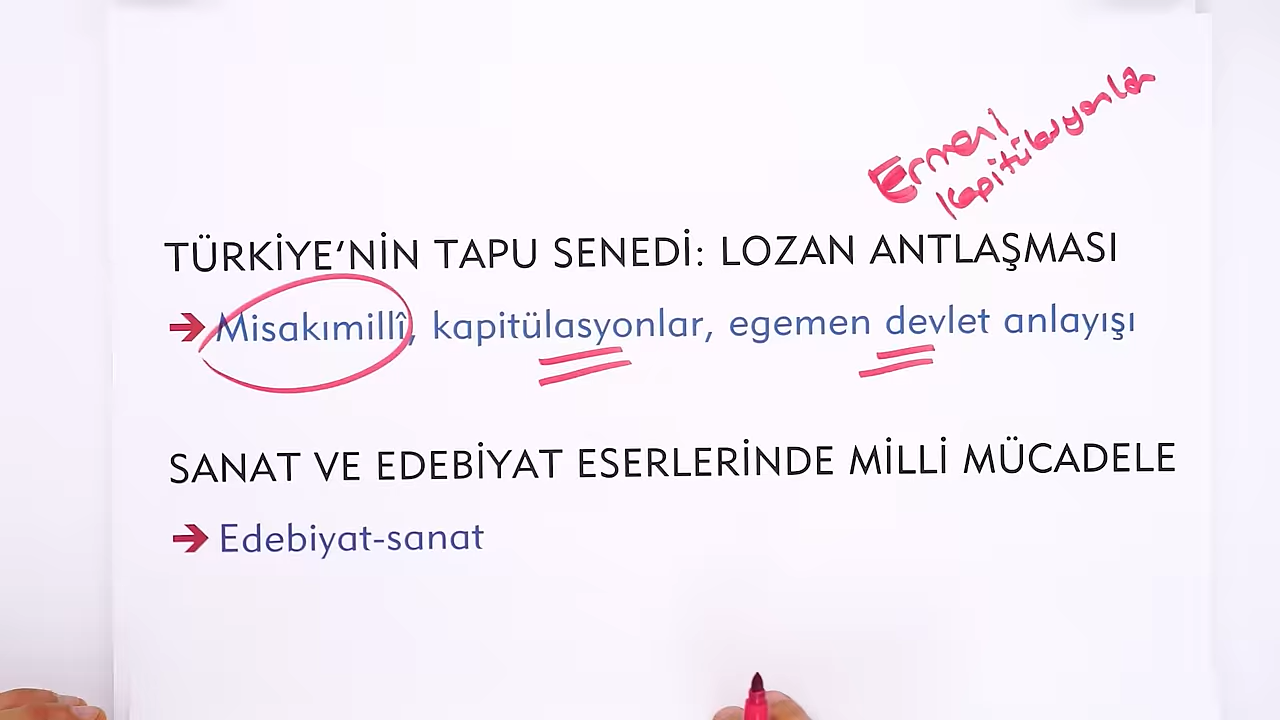 Ermeni
kapitülasyonlar
TÜRKİYE'NİN TAPU SENEDİ: LOZAN ANTLAŞMASI
→ Misakımillî, kapitülasyonlar, egemen devlet anlayışı
SANAT VE EDEBİYAT ESERLERİNDE MİLLİ MÜCADELE
→ Edebiyat-sanat